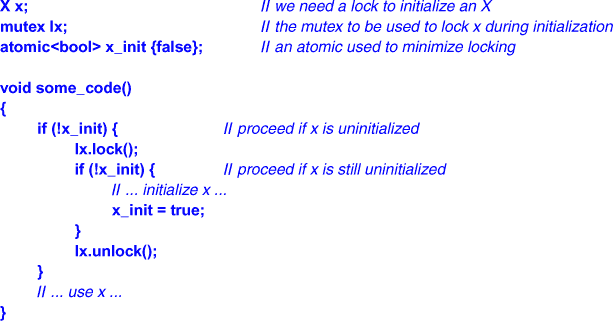 X x; // we need a lock to initialize an X
mutex lx; // the mutex to be used to lock x during initialization
atomic<bool> x_init {false}; // an atomic used to minimize locking
void some_code()
{
if (!x_init) { // proceed if x is uninitialized
lx.lock();
if (!x_init) { // proceed if x is still uninitialized
// ... initialize x ...
x_init = true;
}
lx.unlock();
}
// ... use x ...
}